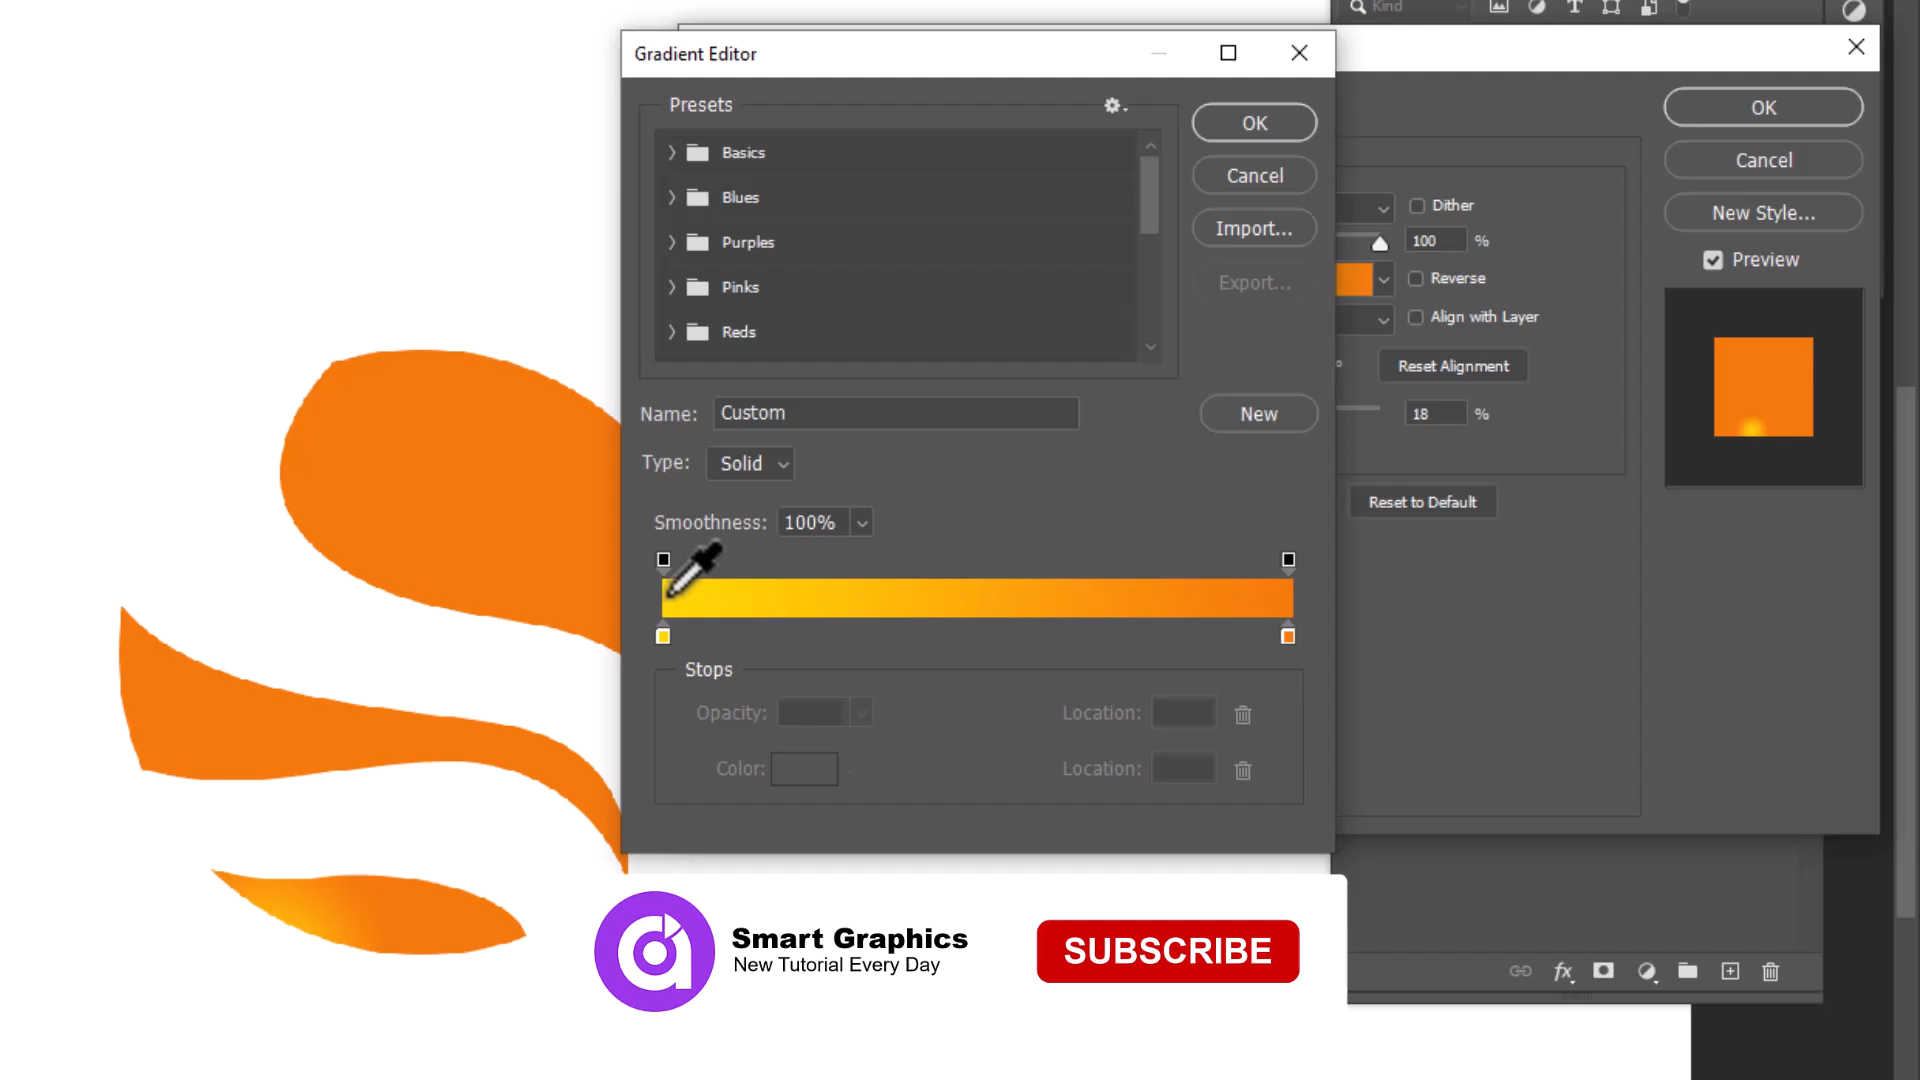 Kind
Gradient Editor
Presets
Basics
Blues
Purples
Pinks
Reds
OK
Cancel
Import...
Export...
Name: Custom
New
Type: Solid
Smoothness: 100%
Stops
Opacity:
Location:
Color:
Location:
Dither
100 %
Reverse
Align with Layer
°
Reset Alignment
18 %
Reset to Default
OK
Cancel
New Style...
Preview
fx
Smart Graphics
New Tutorial Every Day
SUBSCRIBE